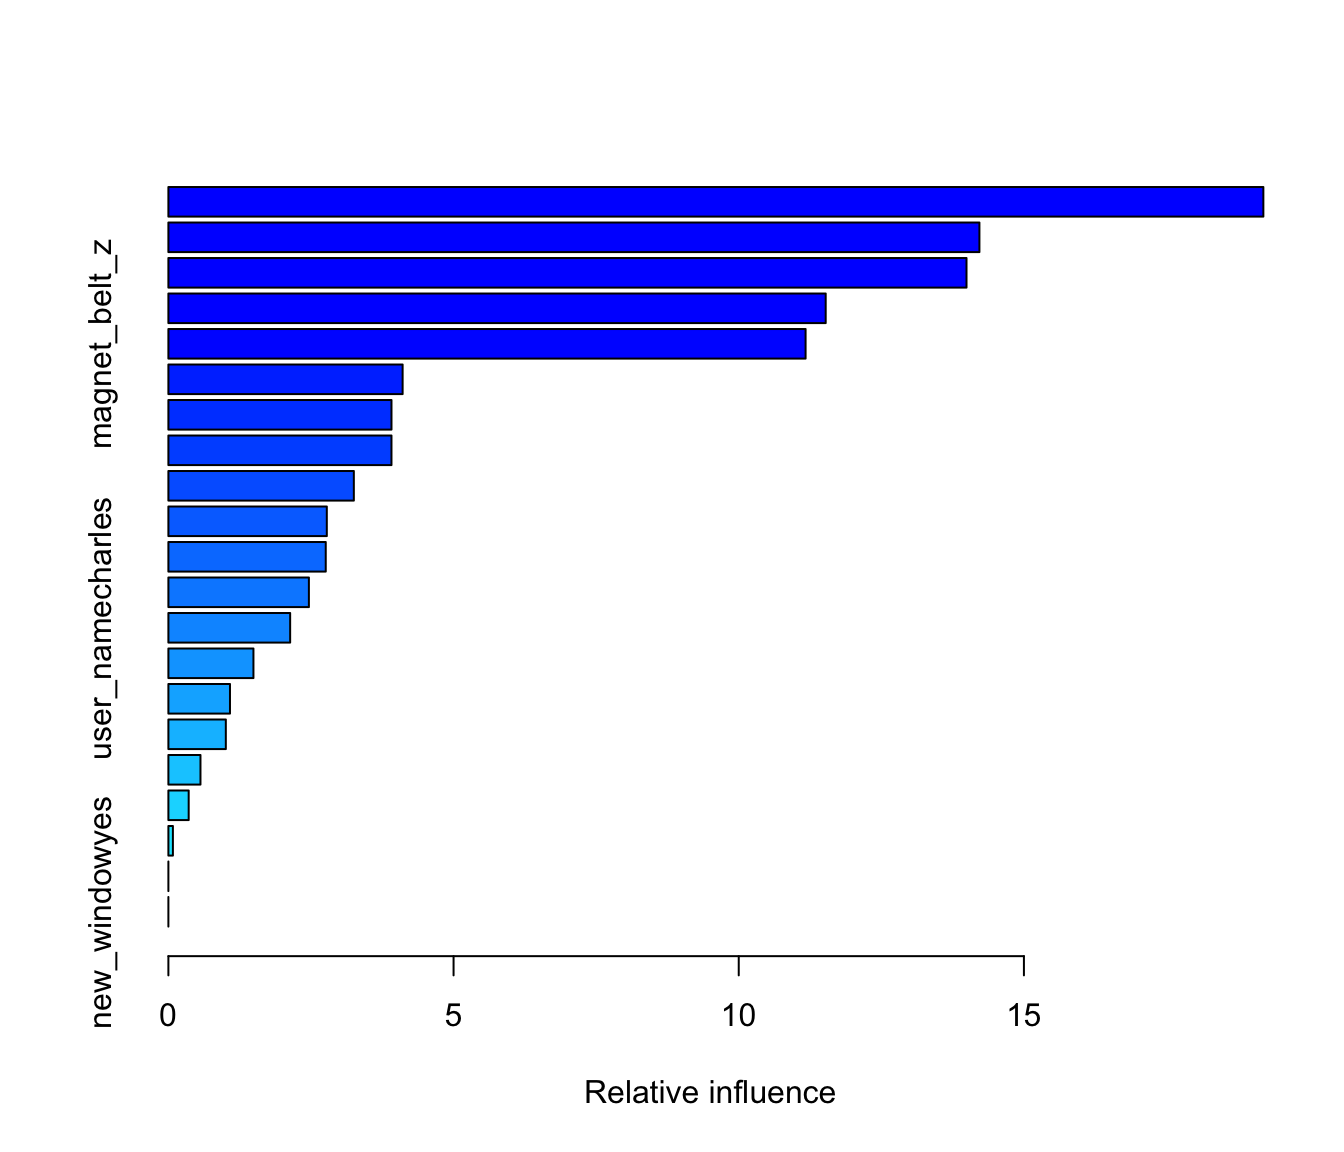 magnet_belt_z
user_namecharles
new_windowyes
0 5 10 15
Relative influence